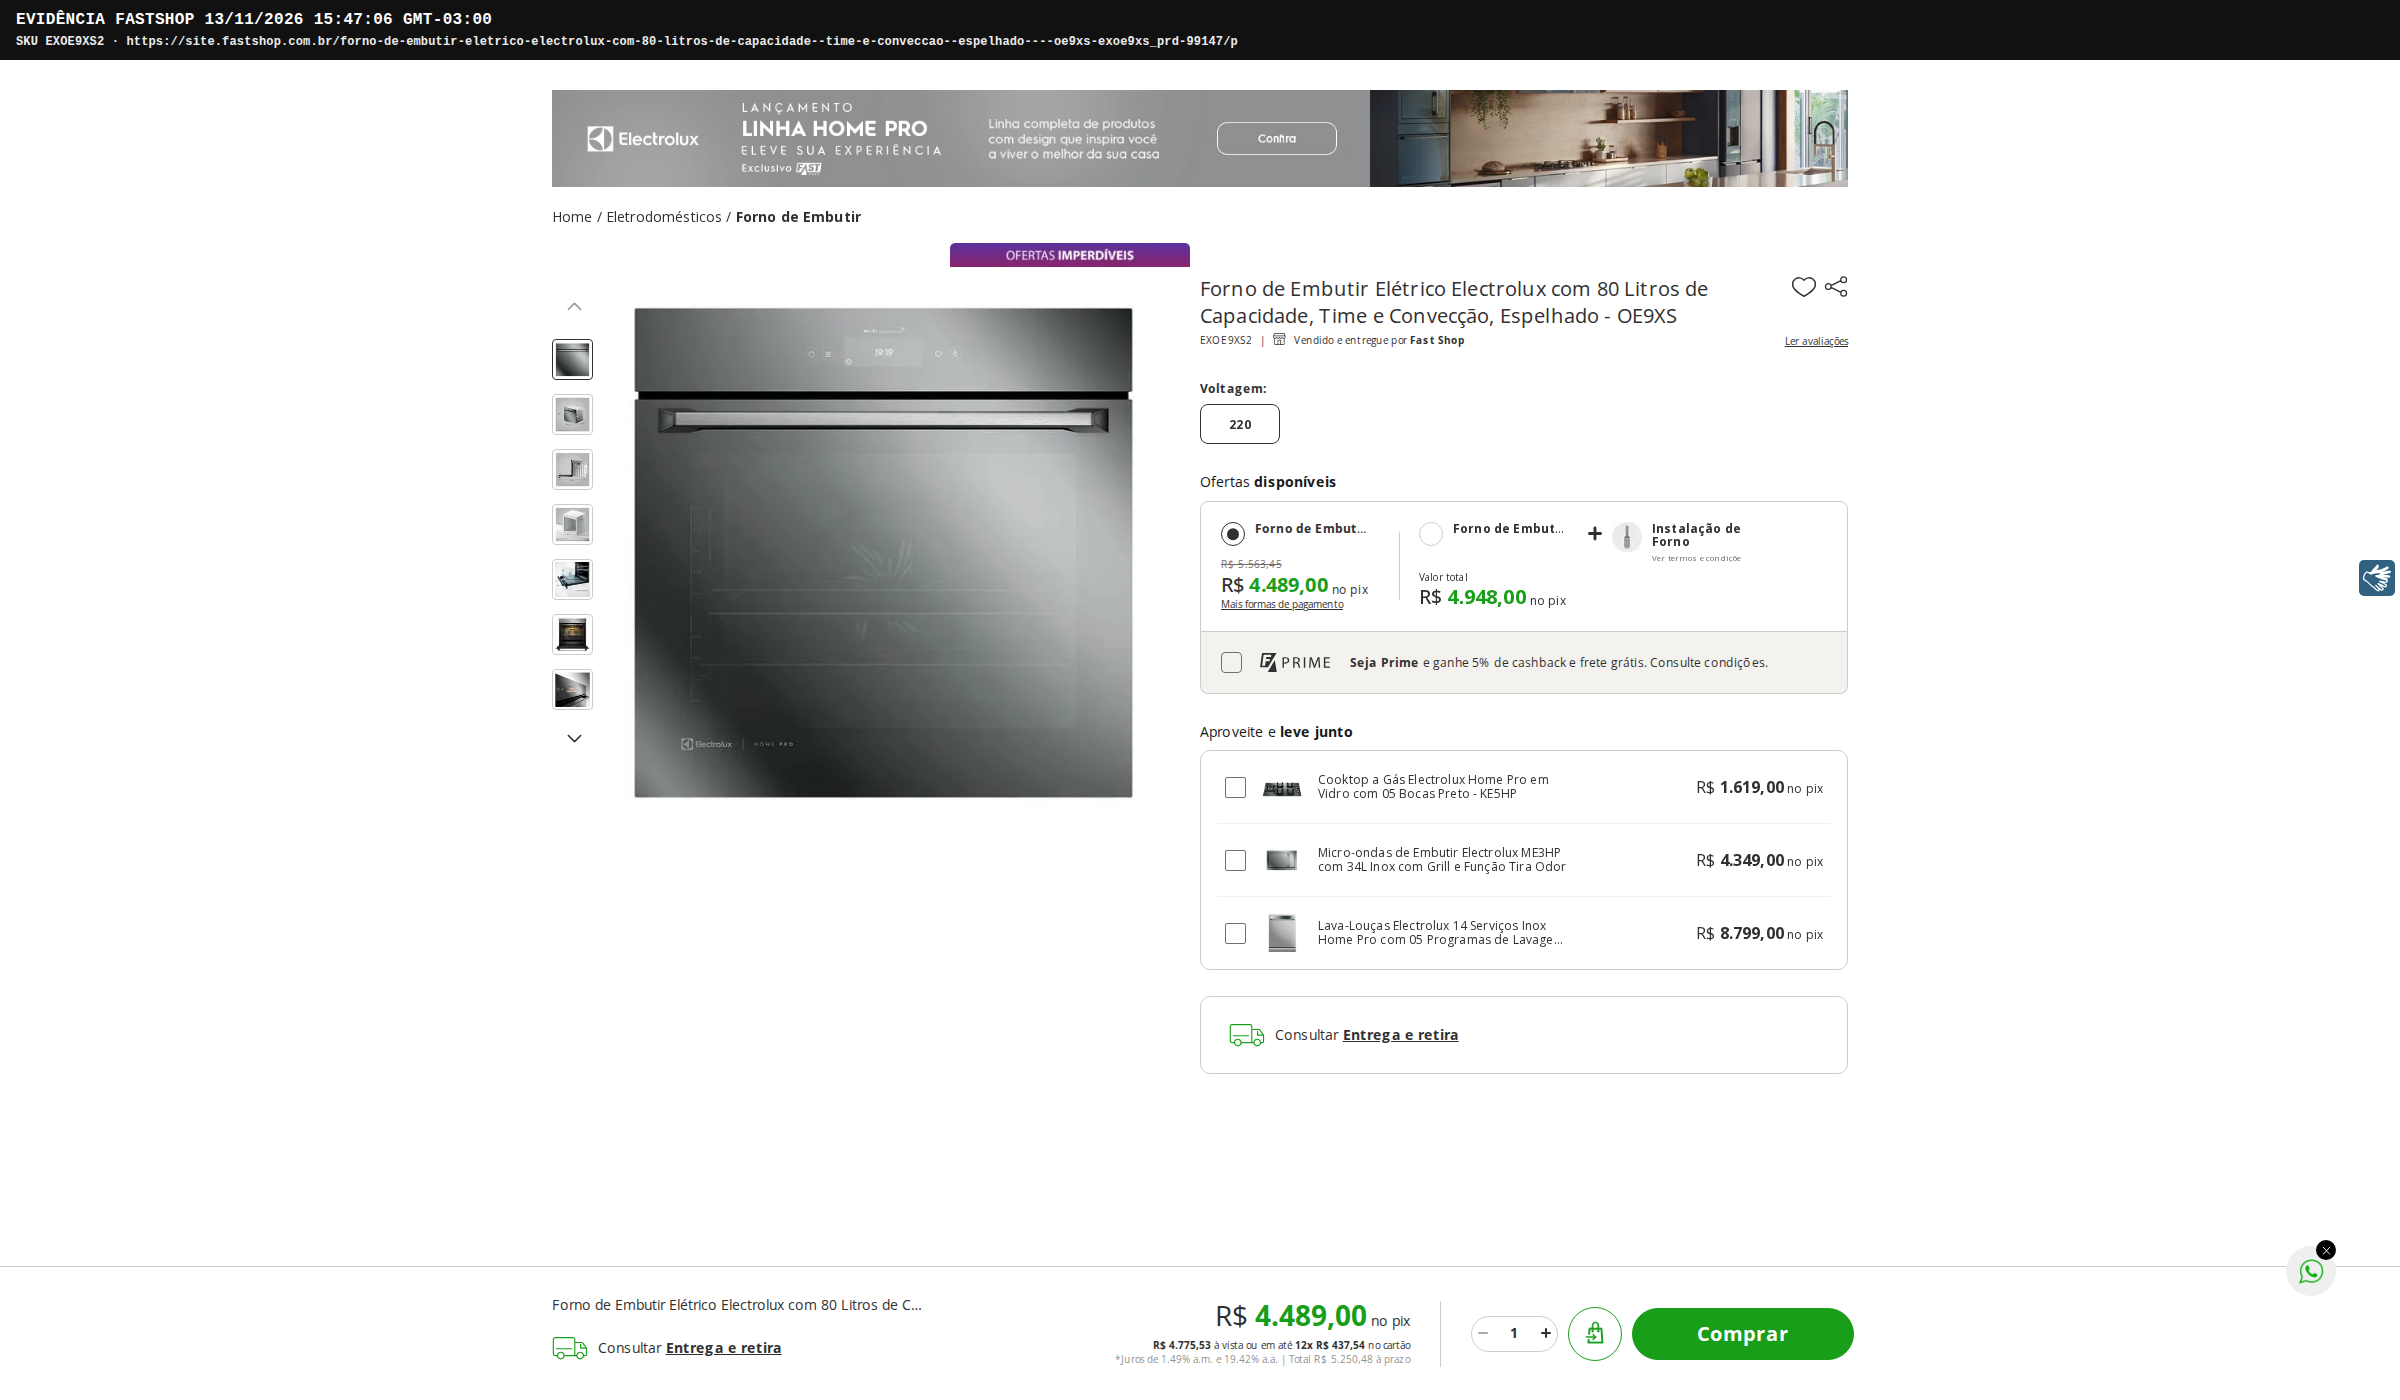 EVIDÊNCIA FASTSHOP 13/11/2026 15:47:06 GMT-03:00
SKU EXOE9XS2 · https://site.fastshop.com.br/forno-de-embutir-eletrico-electrolux-com-80-litros-de-capacidade--time-e-conveccao--espelhado----oe9xs-exoe9xs_prd-99147/p
Electrolux
LANÇAMENTO
LINHA HOME PRO
ELEVE SUA EXPERIÊNCIA
Exclusivo FAST
Linha completa de produtos
com design que inspira você
a viver o melhor da sua casa
Confira
Home / Eletrodomésticos / Forno de Embutir
OFERTAS IMPERDÍVEIS
19:19
Electrolux | HOME PRO
Forno de Embutir Elétrico Electrolux com 80 Litros de
Capacidade, Time e Convecção, Espelhado - OE9XS
EXOE9XS2 | Vendido e entregue por Fast Shop
Ler avaliações
Voltagem:
220
Ofertas disponíveis
Forno de Embut...
R$ 5.563,45
R$ 4.489,00 no pix
Mais formas de pagamento
Forno de Embut...
+
Instalação de
Forno
Ver termos e condiçõe
Valor total
R$ 4.948,00 no pix
PRIME Seja Prime e ganhe 5% de cashback e frete grátis. Consulte condições.
Aproveite e leve junto
Cooktop a Gás Electrolux Home Pro em
Vidro com 05 Bocas Preto - KE5HP
R$ 1.619,00 no pix
Micro-ondas de Embutir Electrolux ME3HP
com 34L Inox com Grill e Função Tira Odor
R$ 4.349,00 no pix
Lava-Louças Electrolux 14 Serviços Inox
Home Pro com 05 Programas de Lavage...
R$ 8.799,00 no pix
Consultar Entrega e retira
Forno de Embutir Elétrico Electrolux com 80 Litros de C...
Consultar Entrega e retira
R$ 4.489,00 no pix
R$ 4.775,53 à vista ou em até 12x R$ 437,54 no cartão
*Juros de 1.49% a.m. e 19.42% a.a. | Total R$ 5.250,48 à prazo
− 1 +
Comprar